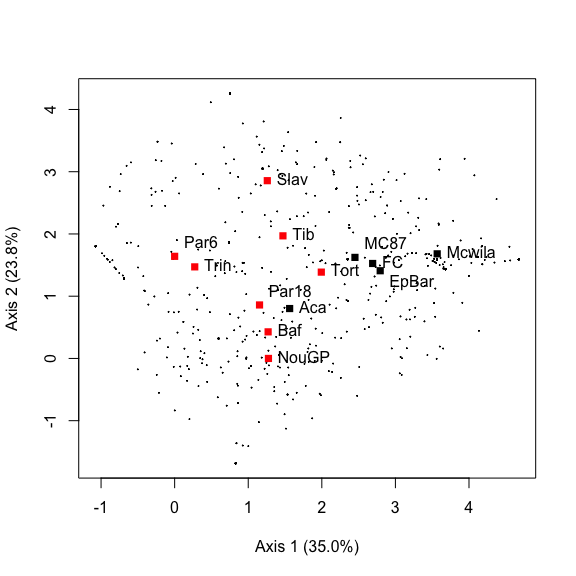 4
3
2
1
0
-1
Axis 2 (23.8%)
Slav
Tib
Par6
MC87
Trin
Tort
FC
Mcwila
EpBar
Par18
Aca
Baf
NouGP
-1 0 1 2 3 4
Axis 1 (35.0%)